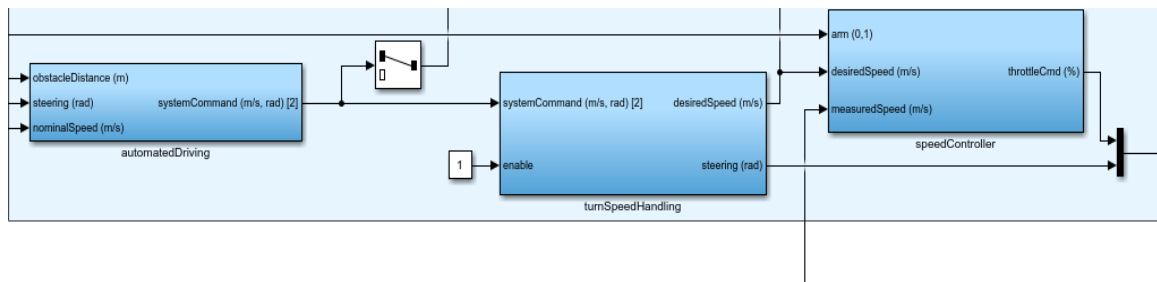 obstacleDistance (m)
steering (rad)
nominalSpeed (m/s)
systemCommand (m/s, rad) [2]
automatedDriving
systemCommand (m/s, rad) [2]
1
enable
desiredSpeed (m/s)
steering (rad)
turnSpeedHandling
arm (0,1)
desiredSpeed (m/s)
measuredSpeed (m/s)
throttleCmd (%)
speedController